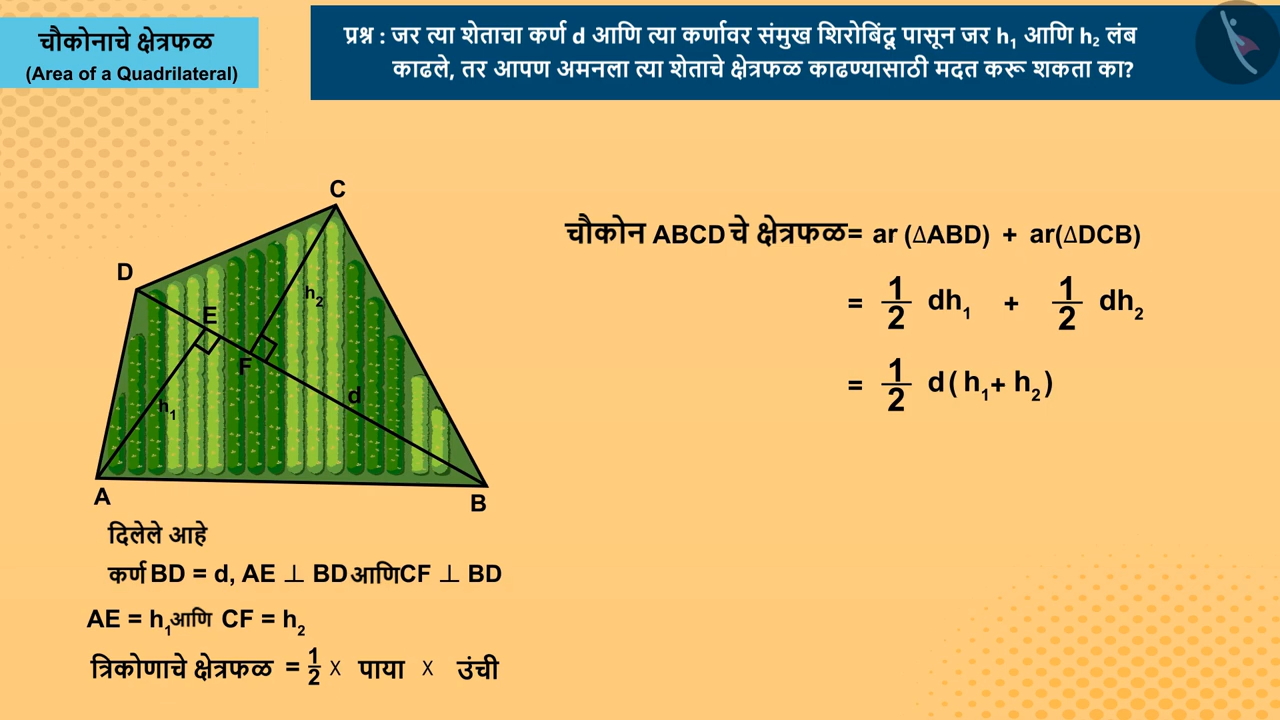 चौकोनाचे क्षेत्रफळ
(Area of a Quadrilateral)
प्रश्न : जर त्या शेताचा कर्ण d आणि त्या कर्णावर संमुख शिरोबिंदू पासून जर h₁ आणि h₂ लंब
काढले, तर आपण अमनला त्या शेताचे क्षेत्रफळ काढण्यासाठी मदत करू शकता का?
C
D
E
h₂
F
d
h₁
A
B
चौकोन ABCD चे क्षेत्रफळ= ar (∆ABD) + ar(∆DCB)
= 1/2 dh₁ + 1/2 dh₂
= 1/2 d( h₁+ h₂ )
दिलेले आहे
कर्ण BD = d, AE ⊥ BD आणि CF ⊥ BD
AE = h₁ आणि CF = h₂
त्रिकोणाचे क्षेत्रफळ = 1/2 × पाया × उंची